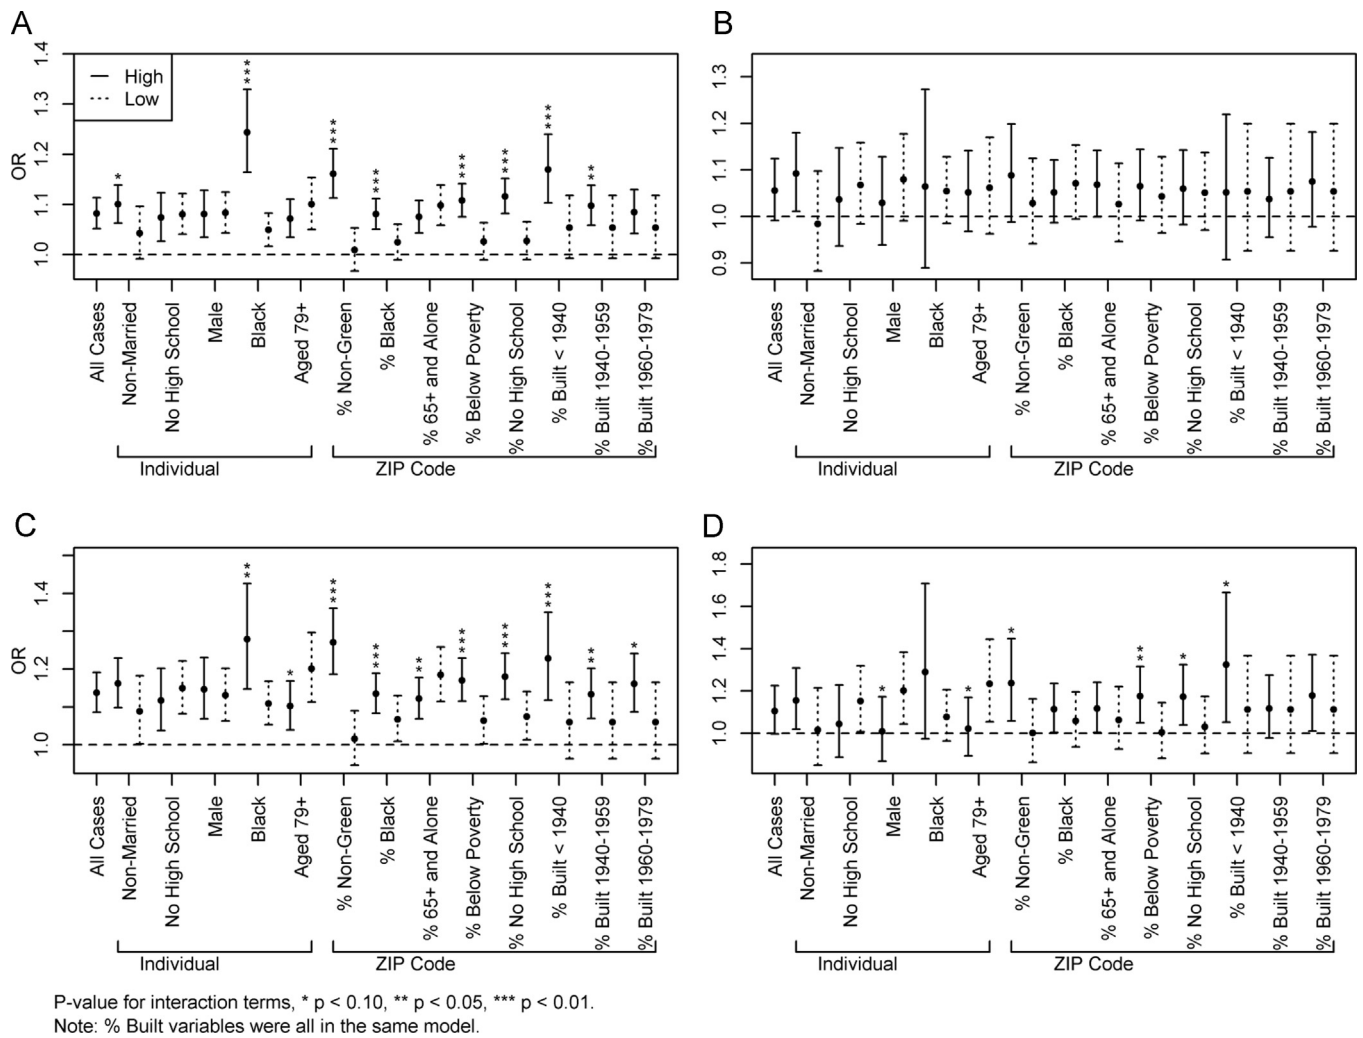 A
1.4
1.3
1.2
1.1
1.0
OR
High
Low
*
***
***
***
***
***
***
**
All Cases
Non-Married
No High School
Male
Black
Aged 79+
% Non-Green
% Black
% 65+ and Alone
% Below Poverty
% No High School
% Built < 1940
% Built 1940-1959
% Built 1960-1979
Individual
ZIP Code
B
1.3
1.2
1.1
1.0
0.9
All Cases
Non-Married
No High School
Male
Black
Aged 79+
% Non-Green
% Black
% 65+ and Alone
% Below Poverty
% No High School
% Built < 1940
% Built 1940-1959
% Built 1960-1979
Individual
ZIP Code
C
1.4
1.2
1.0
OR
**
*
***
***
**
***
***
***
**
*
All Cases
Non-Married
No High School
Male
Black
Aged 79+
% Non-Green
% Black
% 65+ and Alone
% Below Poverty
% No High School
% Built < 1940
% Built 1940-1959
% Built 1960-1979
Individual
ZIP Code
D
1.8
1.6
1.4
1.2
1.0
*
*
*
**
*
*
All Cases
Non-Married
No High School
Male
Black
Aged 79+
% Non-Green
% Black
% 65+ and Alone
% Below Poverty
% No High School
% Built < 1940
% Built 1940-1959
% Built 1960-1979
Individual
ZIP Code
P-value for interaction terms, * p < 0.10, ** p < 0.05, *** p < 0.01.
Note: % Built variables were all in the same model.